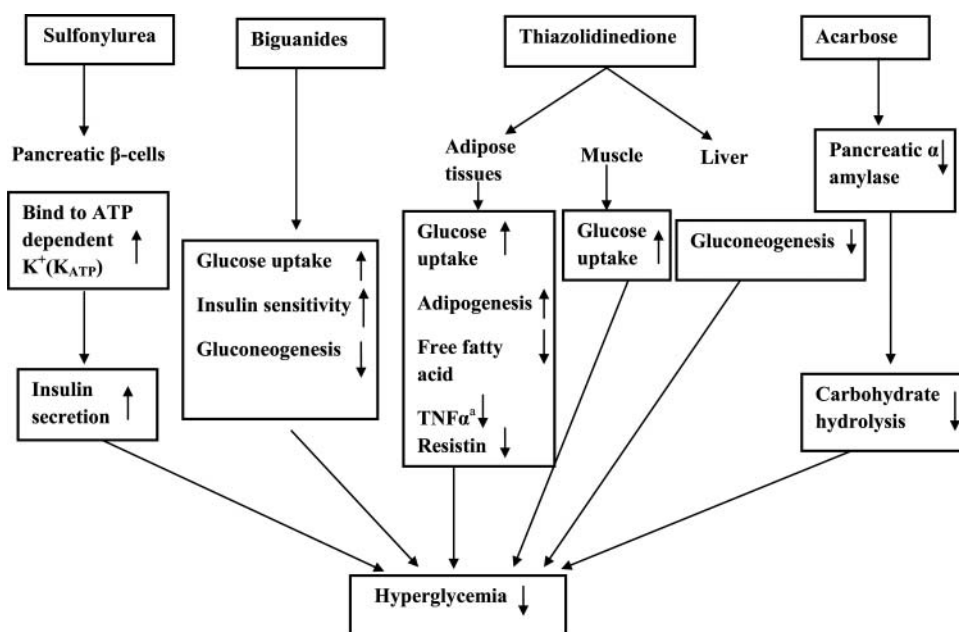 Sulfonylurea
Biguanides
Thiazolidinedione
Acarbose
Pancreatic β-cells
Adipose
tissues
Muscle
Liver
Pancreatic α ↓
amylase
Bind to ATP
dependent ↑
K⁺(K_ATP)
Glucose uptake ↑
Insulin sensitivity ↑
Gluconeogenesis ↓
Glucose ↑
uptake
Adipogenesis ↑
Free fatty ↓
acid
TNFαᵃ ↓
Resistin ↓
Glucose
uptake ↑
Gluconeogenesis ↓
Insulin
secretion ↑
Carbohydrate
hydrolysis ↓
Hyperglycemia ↓